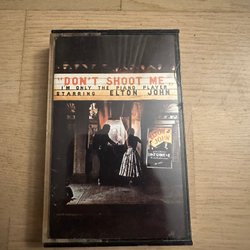 "DON'T SHOOT ME"
I'M ONLY THE PIANO PLAYER
STARRING ELTON JOHN